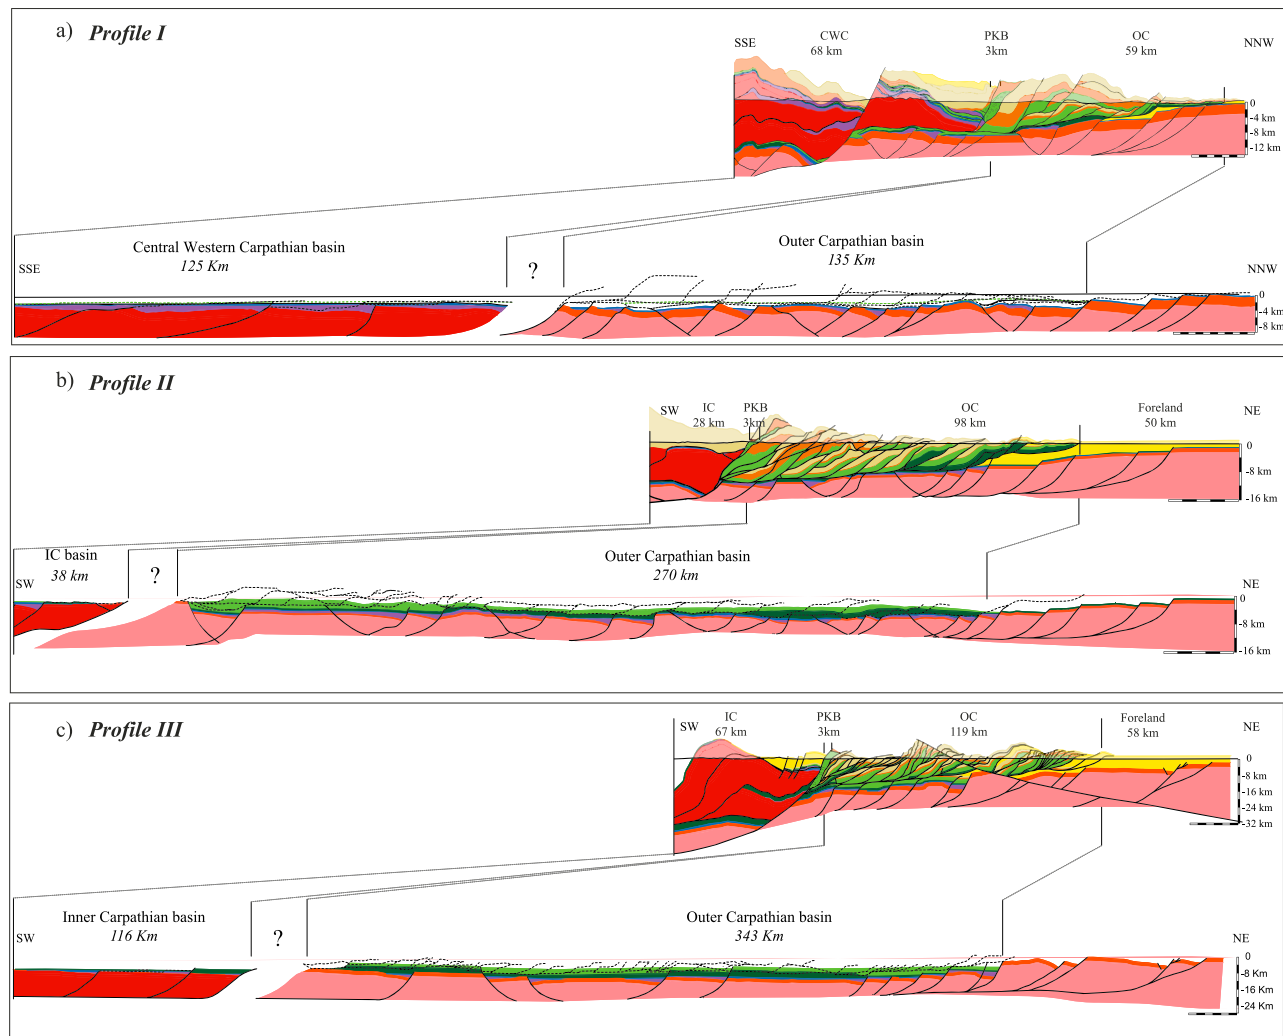 a) Profile I
CWC PKB OC
SSE 68 km 3km 59 km NNW
0
-4 km
-8 km
-12 km
Central Western Carpathian basin ? Outer Carpathian basin
125 Km 135 Km
SSE NNW
0
-4 km
-8 km
b) Profile II
SW IC PKB OC Foreland NE
28 km 3km 98 km 50 km
0
-8 km
-16 km
IC basin ? Outer Carpathian basin
38 km 270 km
SW NE
0
-8 km
-16 km
c) Profile III
SW IC PKB OC Foreland NE
67 km 3km 119 km 58 km
0
-8 km
-16 km
-24 km
-32 km
Inner Carpathian basin ? Outer Carpathian basin
116 Km 343 Km
SW NE
0
-8 Km
-16 Km
-24 Km